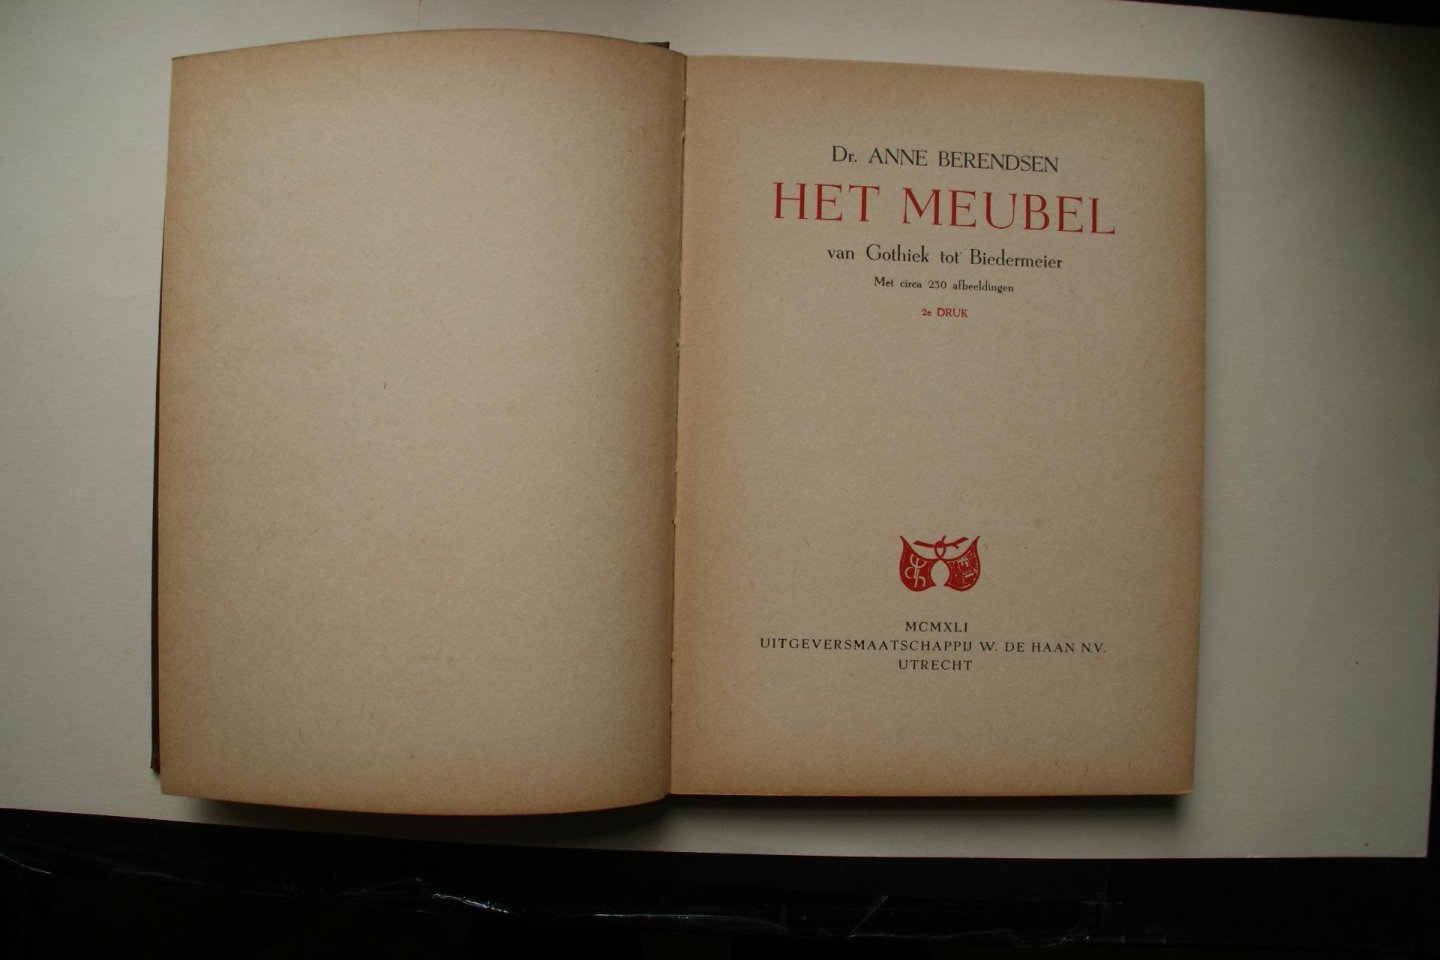 Dr. ANNE BERENDSEN
HET MEUBEL
van Gothiek tot Biedermeier
Met circa 230 afbeeldingen
2e DRUK
MCMXLI
UITGEVERSMAATSCHAPPIJ W. DE HAAN N.V.
UTRECHT